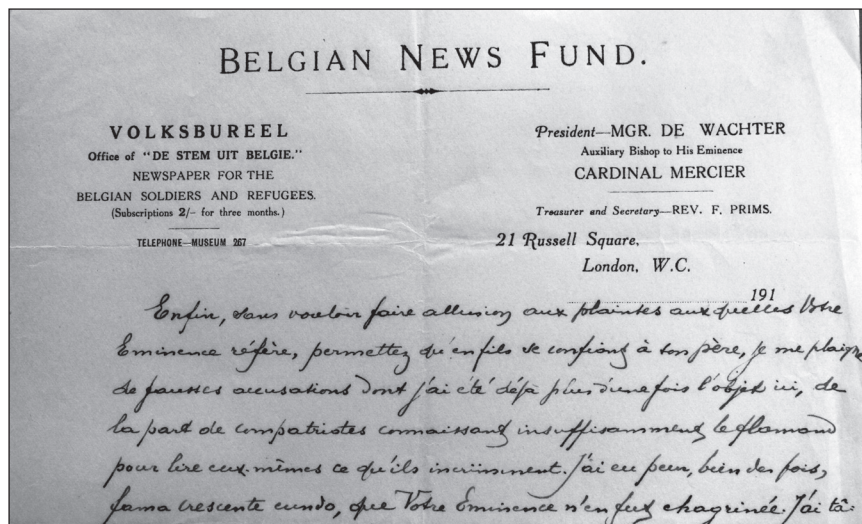 BELGIAN NEWS FUND.
VOLKSBUREEL
Office of "DE STEM UIT BELGIE."
NEWSPAPER FOR THE
BELGIAN SOLDIERS AND REFUGEES.
(Subscriptions 2/- for three months.)
TELEPHONE—MUSEUM 267
President—MGR. DE WACHTER
Auxiliary Bishop to His Eminence
CARDINAL MERCIER
Treasurer and Secretary—REV. F. PRIMS.
21 Russell Square,
London, W.C.
191
Enfin, sans vouloir faire allusion aux plaintes auxquelles Votre
Eminence réfère, permettez qu'en fils se confiant à son père, je me plaigne
de fausses accusations dont j'ai été déja plus d'une fois l'objet ici, de
la part de compatriotes connaissant insuffisamment le flamand
pour lire eux-mêmes ce qu'ils incriminent. J'ai eu peur, bien des fois,
fama crescente eundo, que Votre Eminence n'en fut chagrinée. J'ai tâ-